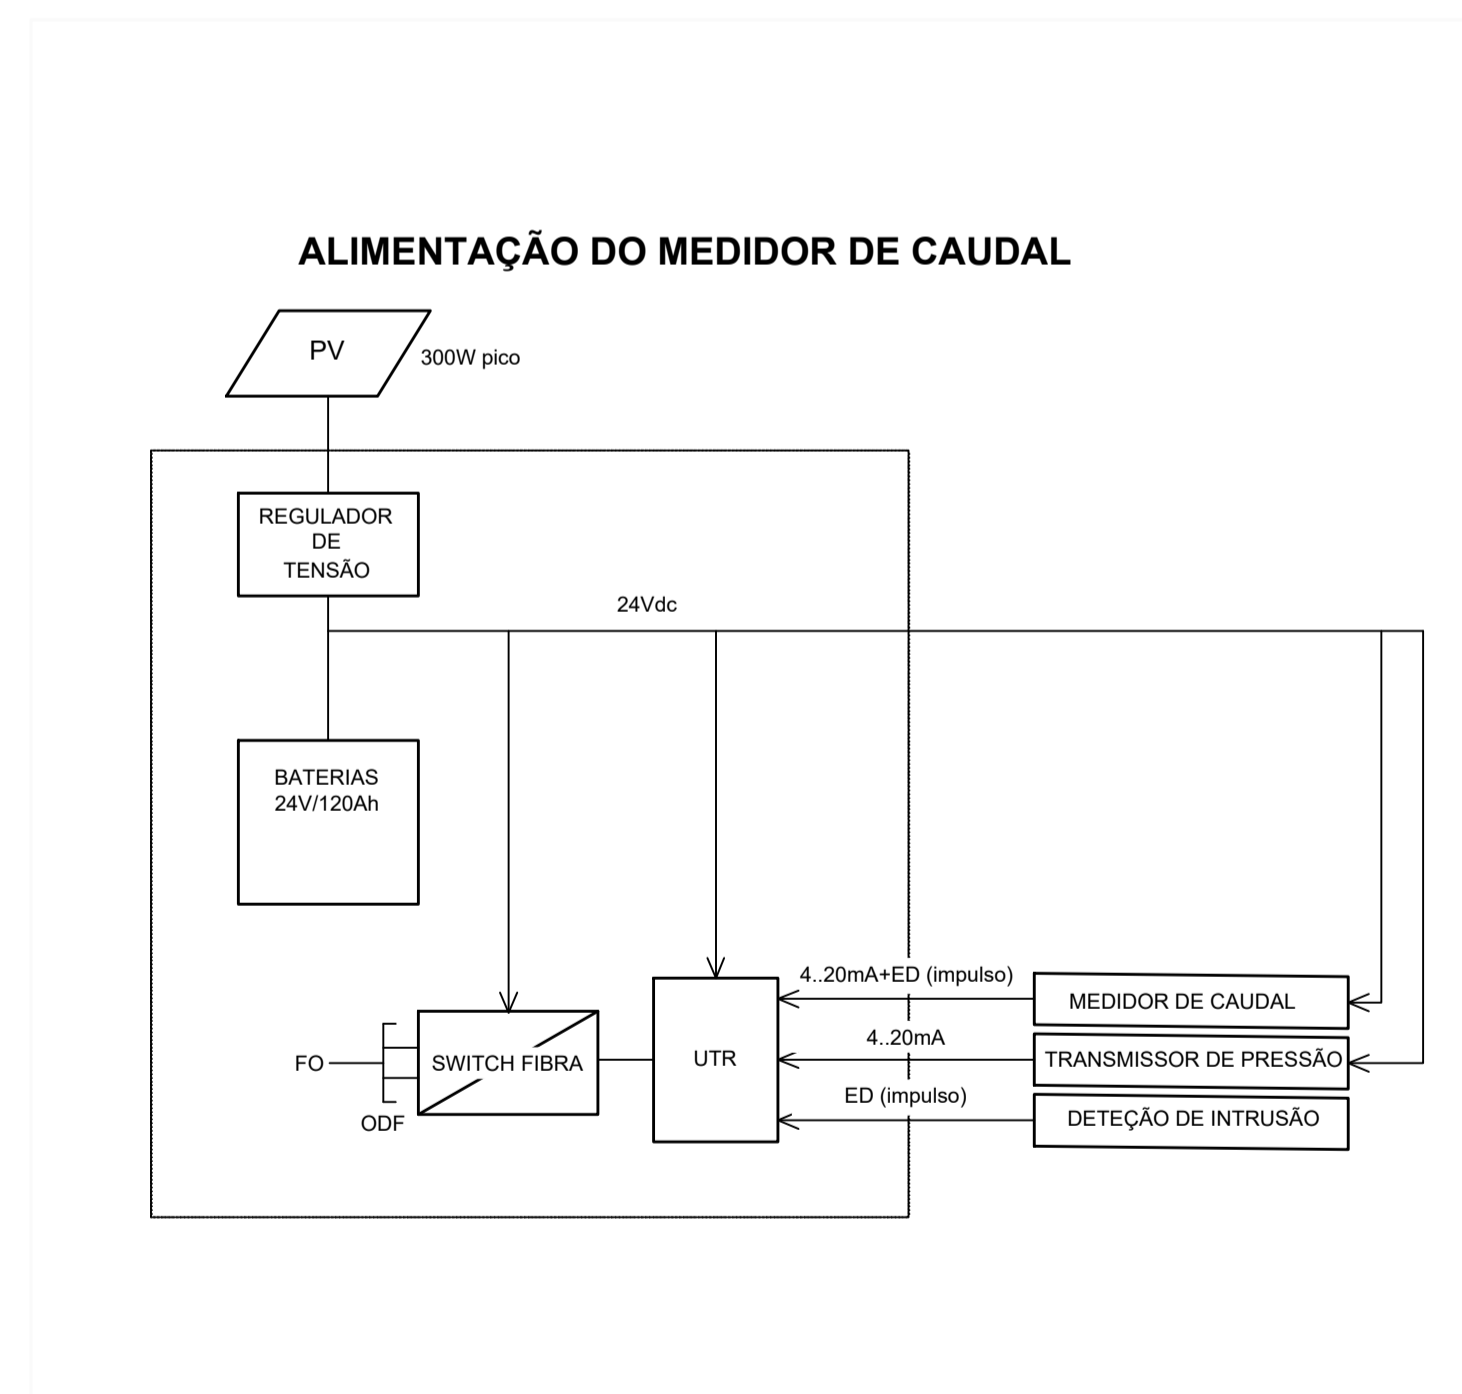 ALIMENTAÇÃO DO MEDIDOR DE CAUDAL
PV
300W pico
REGULADOR
DE
TENSÃO
24Vdc
BATERIAS
24V/120Ah
4..20mA+ED (impulso)
MEDIDOR DE CAUDAL
4..20mA
TRANSMISSOR DE PRESSÃO
UTR
SWITCH FIBRA
FO
ED (impulso)
DETEÇÃO DE INTRUSÃO
ODF